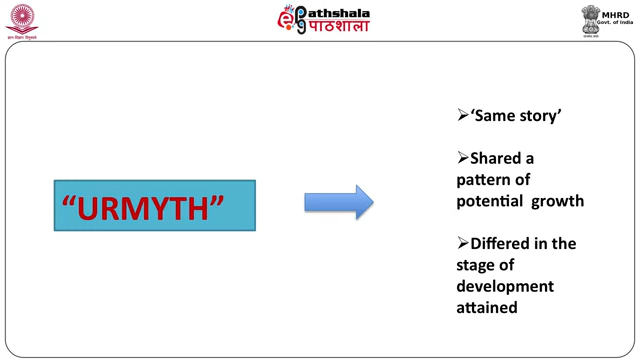 Pathshala
पाठशाला
MHRD
Govt. of India
“URMYTH”
➢‘Same story’
➢Shared a
pattern of
potential growth
➢Differed in the
stage of
development
attained